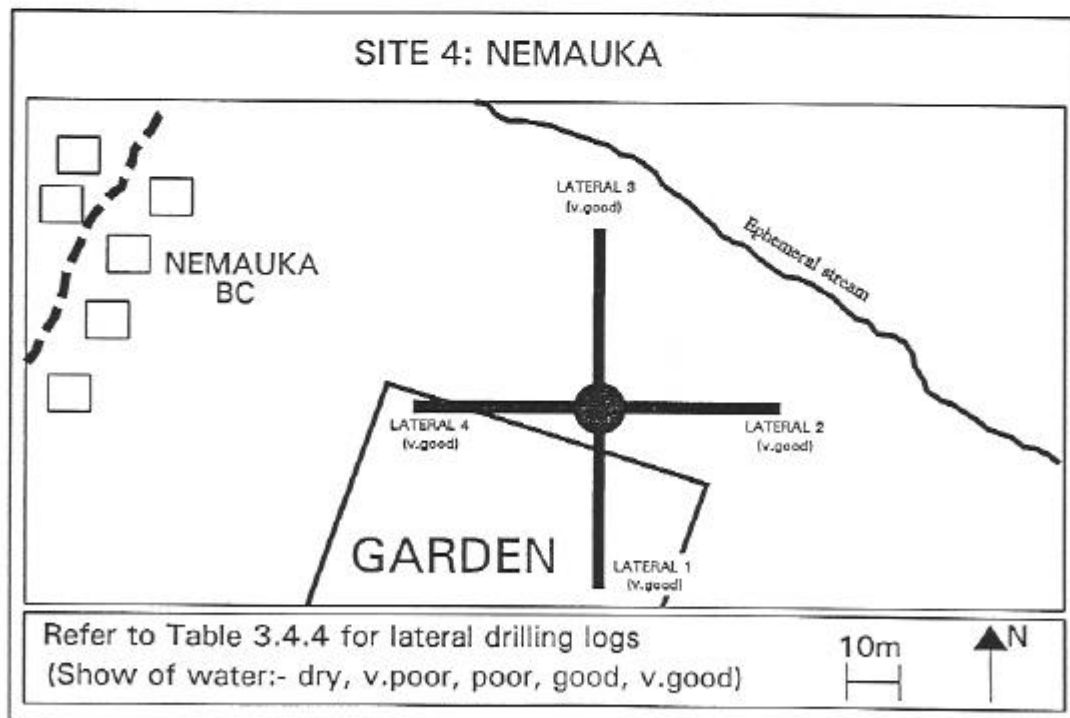 SITE 4: NEMAUKA
LATERAL 3
(v.good)
Ephemeral stream
NEMAUKA
BC
LATERAL 4
(v.good)
LATERAL 2
(v.good)
GARDEN
LATERAL 1
(v.good)
Refer to Table 3.4.4 for lateral drilling logs
(Show of water:- dry, v.poor, poor, good, v.good)
10m
N